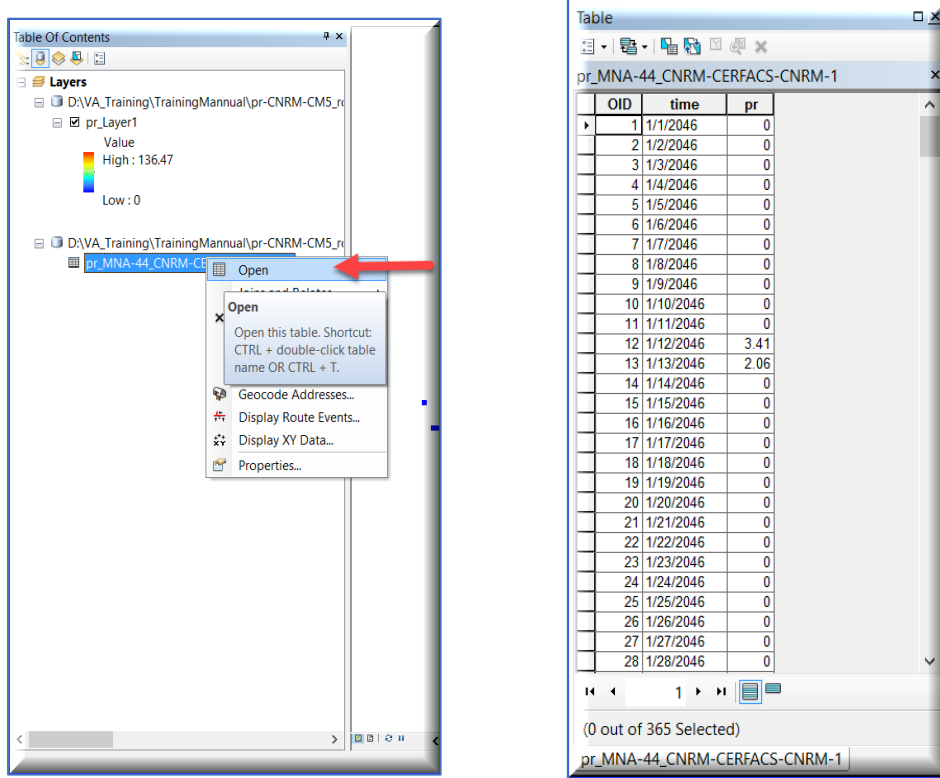 Table Of Contents
Layers
D:\VA_Training\TrainingMannual\pr-CNRM-CM5_rc
pr_Layer1
Value
High : 136.47
Low : 0
D:\VA_Training\TrainingMannual\pr-CNRM-CM5_rc
pr_MNA-44_CNRM-CE
Open
Joins and Relates
Open
Open this table. Shortcut:
CTRL + double-click table
name OR CTRL + T.
Geocode Addresses...
Display Route Events...
Display XY Data...
Properties...
Table
pr_MNA-44_CNRM-CERFACS-CNRM-1
OID time pr
1 1/1/2046 0
2 1/2/2046 0
3 1/3/2046 0
4 1/4/2046 0
5 1/5/2046 0
6 1/6/2046 0
7 1/7/2046 0
8 1/8/2046 0
9 1/9/2046 0
10 1/10/2046 0
11 1/11/2046 0
12 1/12/2046 3.41
13 1/13/2046 2.06
14 1/14/2046 0
15 1/15/2046 0
16 1/16/2046 0
17 1/17/2046 0
18 1/18/2046 0
19 1/19/2046 0
20 1/20/2046 0
21 1/21/2046 0
22 1/22/2046 0
23 1/23/2046 0
24 1/24/2046 0
25 1/25/2046 0
26 1/26/2046 0
27 1/27/2046 0
28 1/28/2046 0
1
(0 out of 365 Selected)
pr_MNA-44_CNRM-CERFACS-CNRM-1